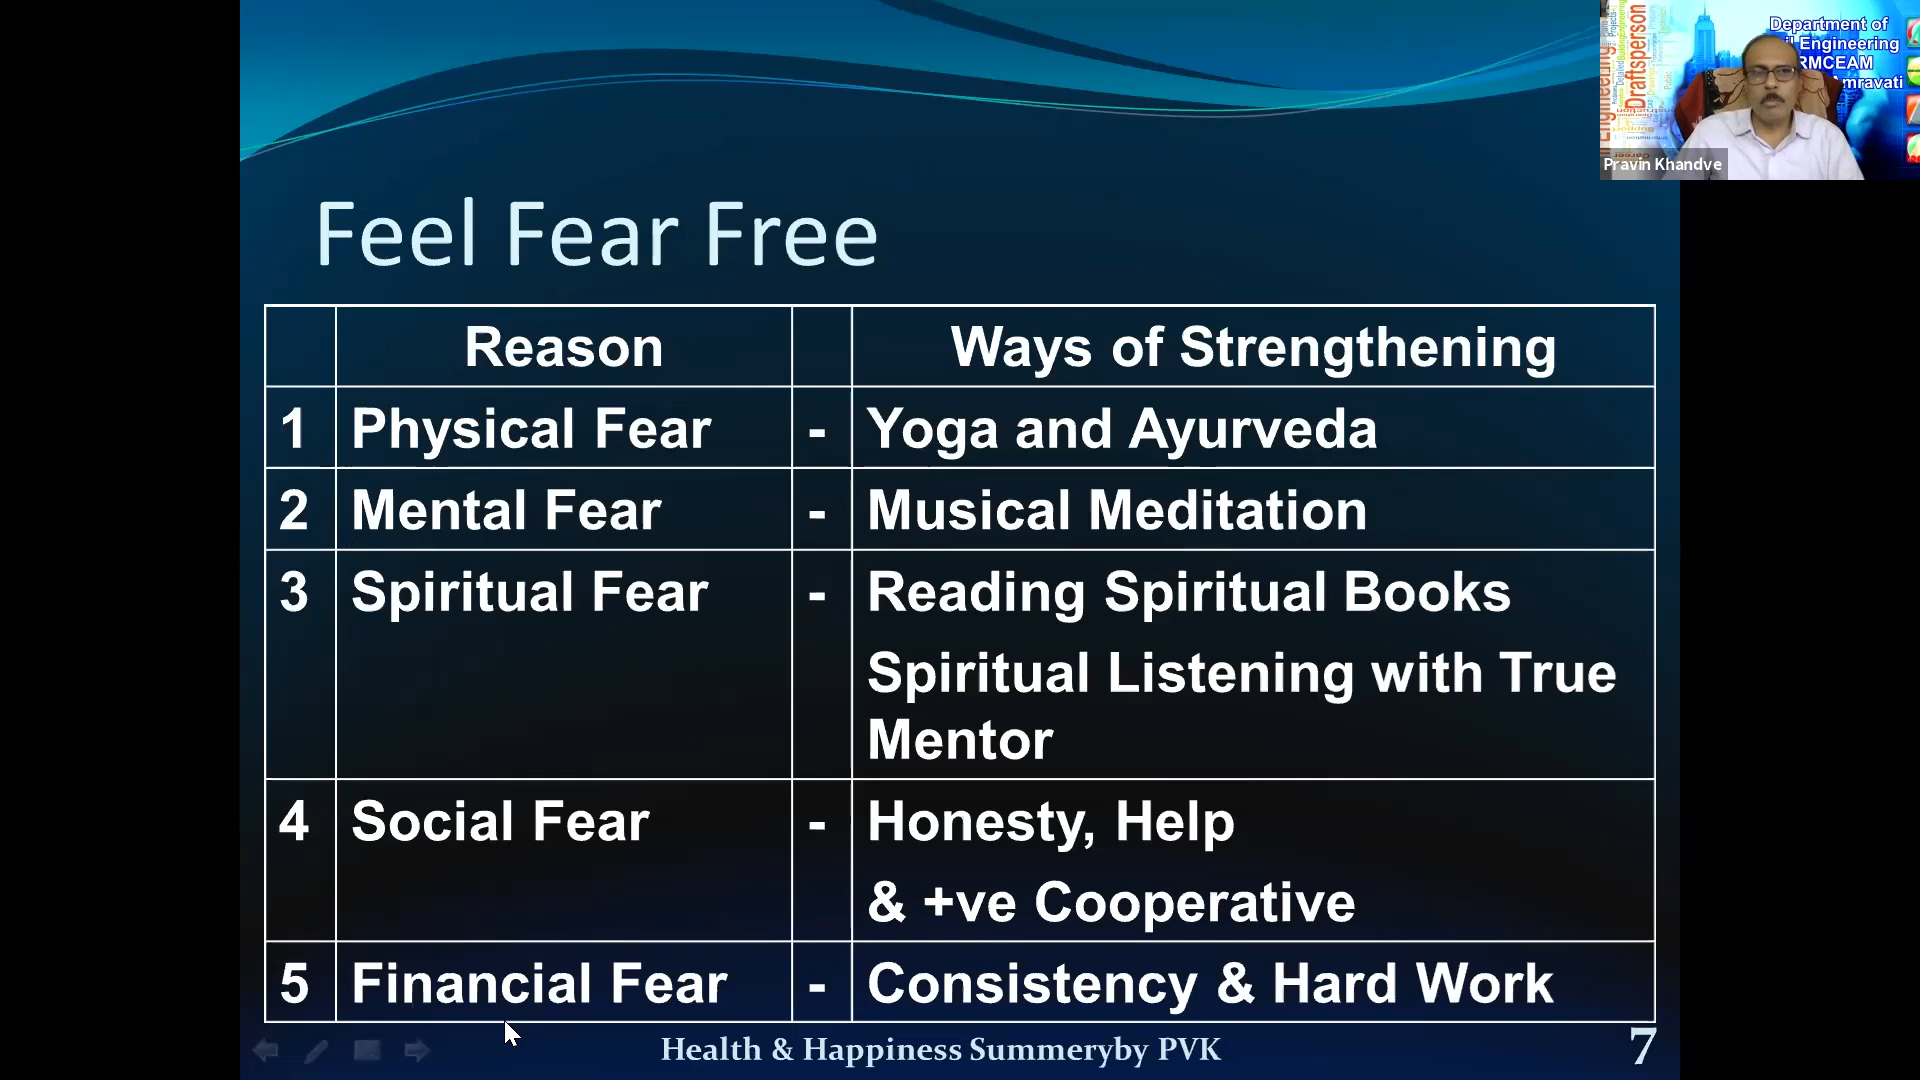 Department of
Engineering
RMCEAM
Amravati
Draftsperson
Pravin Khandve
Feel Fear Free
Reason Ways of Strengthening
1 Physical Fear - Yoga and Ayurveda
2 Mental Fear - Musical Meditation
3 Spiritual Fear - Reading Spiritual Books
Spiritual Listening with True
Mentor
4 Social Fear - Honesty, Help
& +ve Cooperative
5 Financial Fear - Consistency & Hard Work
Health & Happiness Summeryby PVK 7